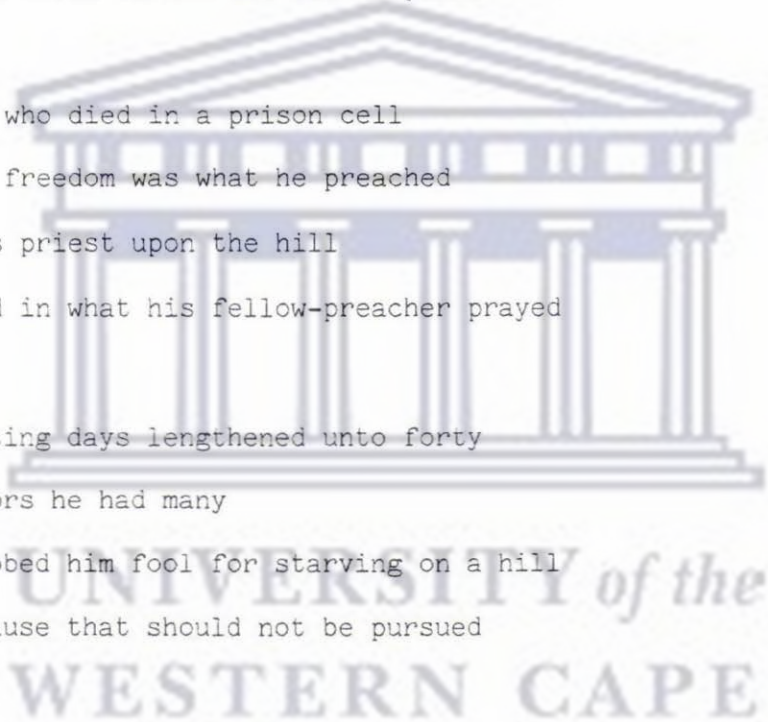 who died in a prison cell
freedom was what he preached
priest upon the hill
in what his fellow-preacher prayed
ing days lengthened unto forty
ors he had many
bed him fool for starving on a hill
use that should not be pursued
UNIVERSITY of the
WESTERN CAPE